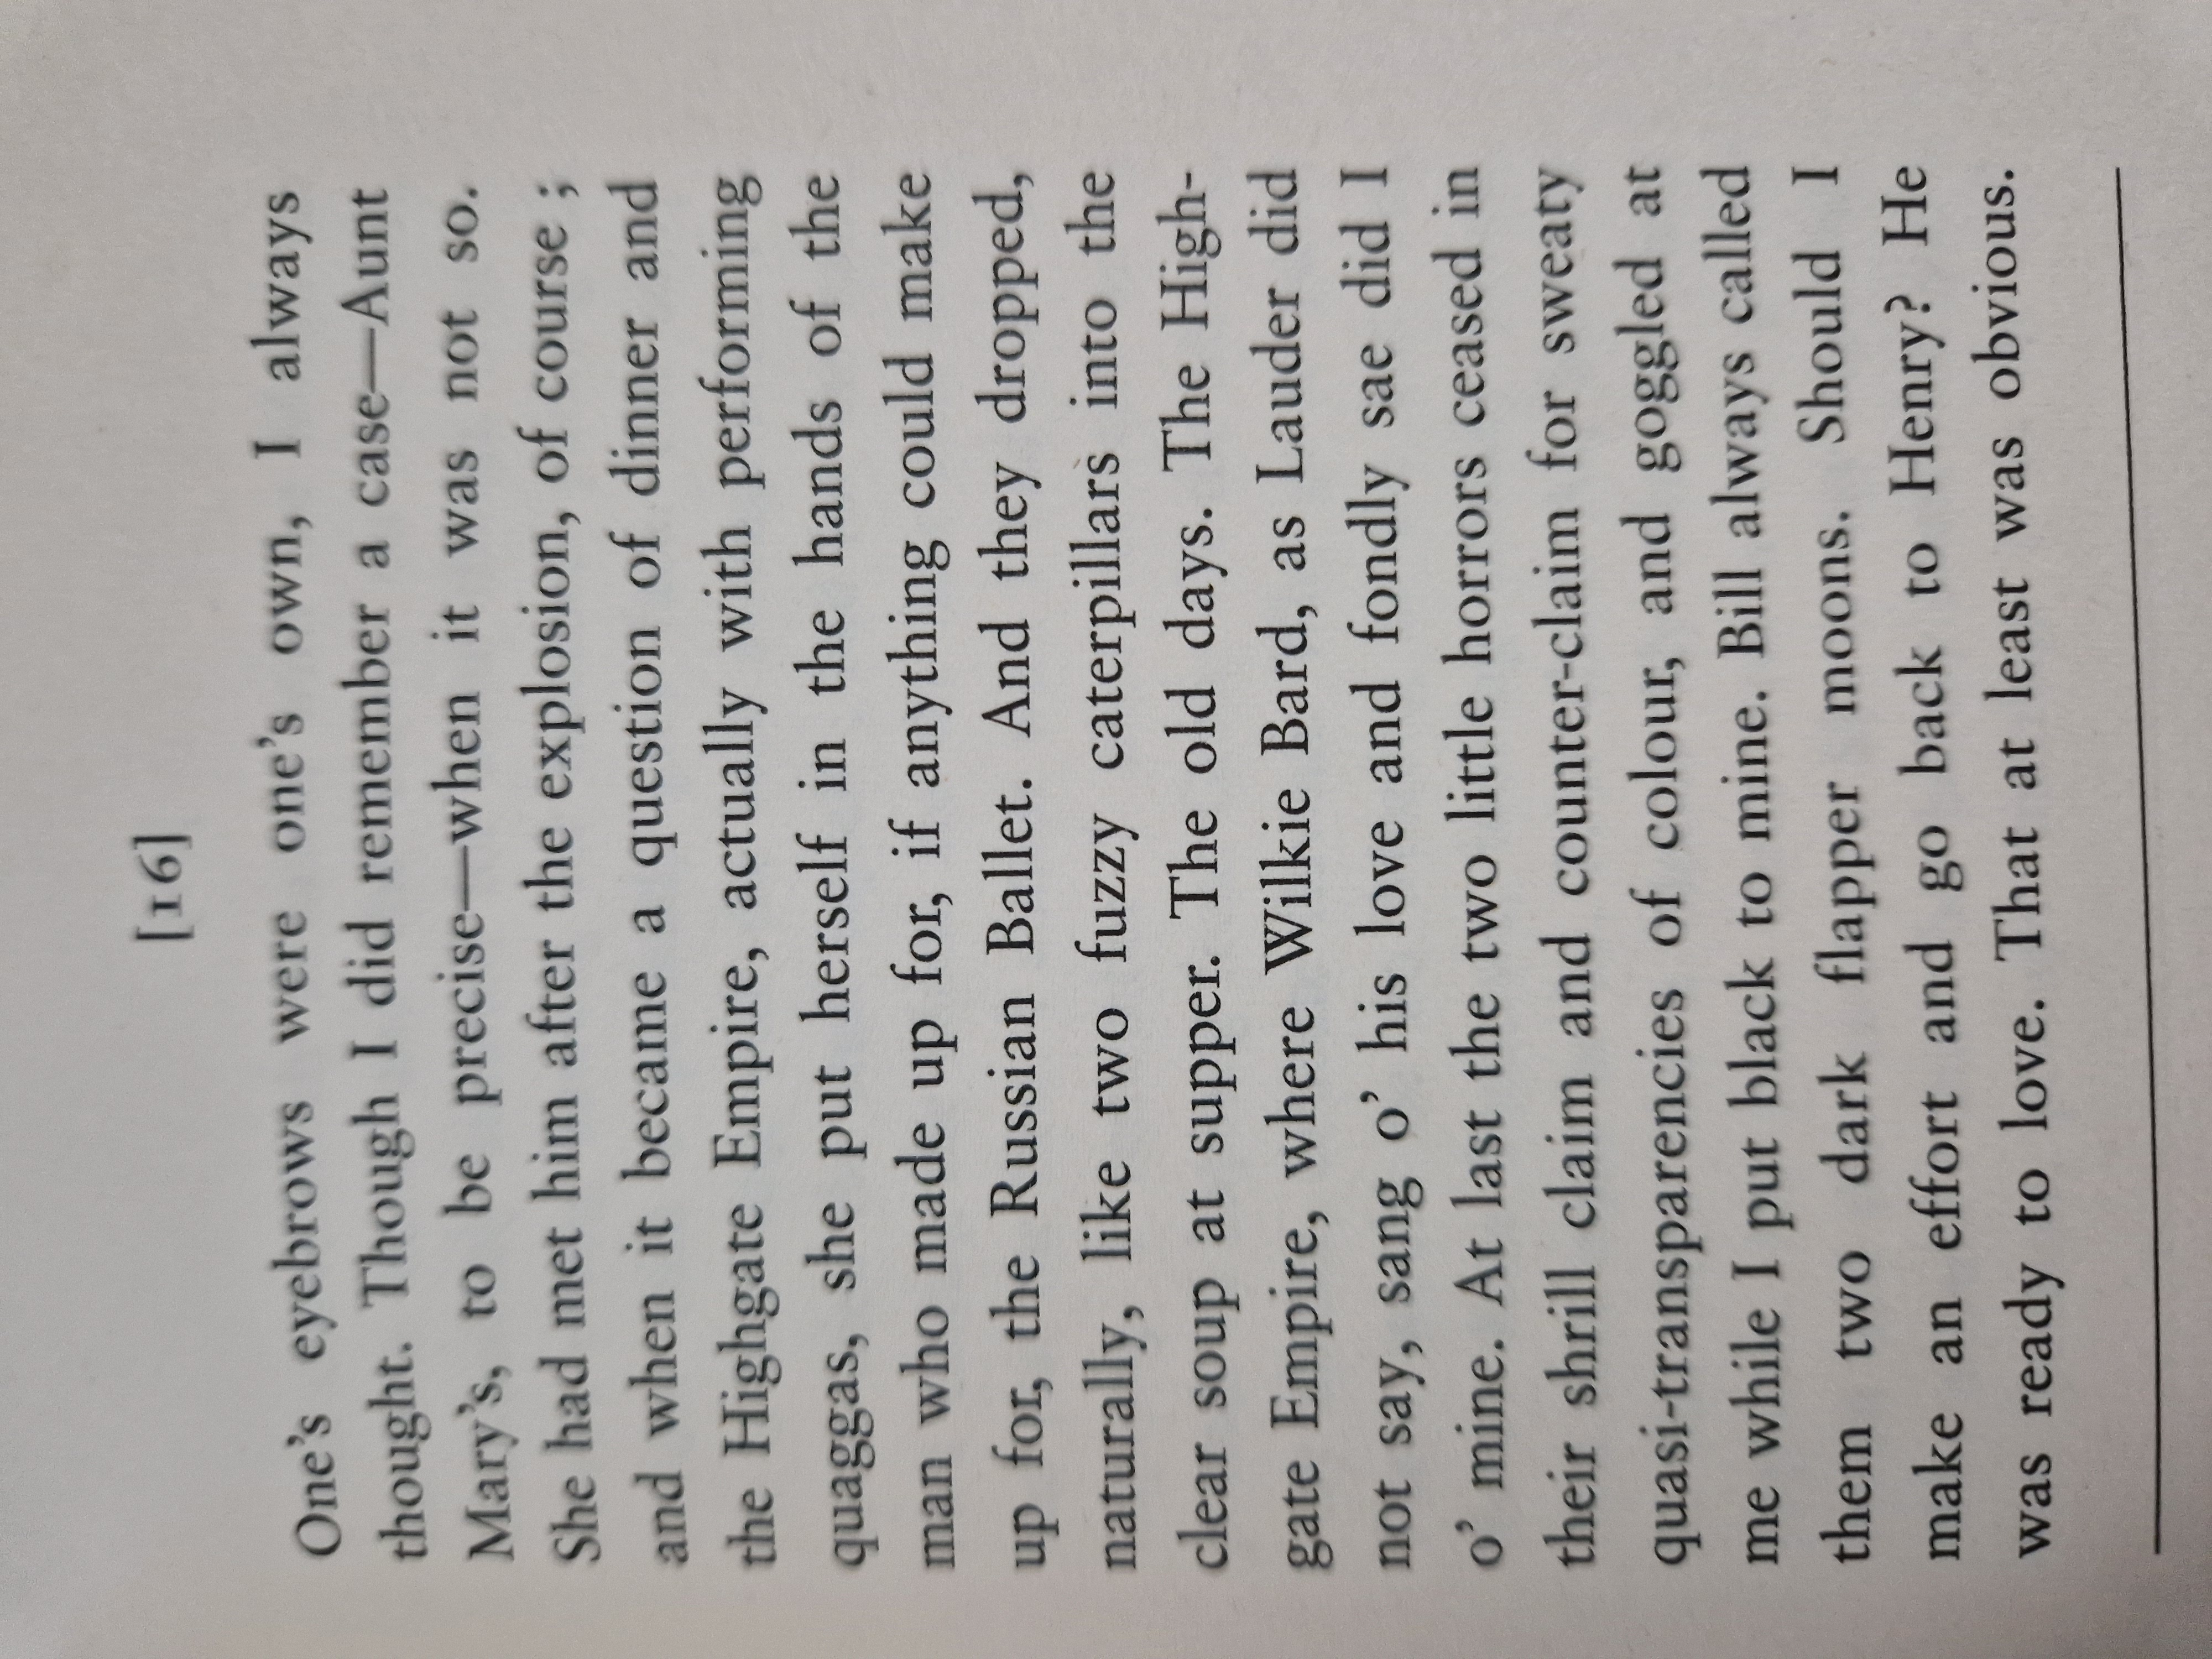 [16]
One's eyebrows were one's own, I always
thought. Though I did remember a case—Aunt
Mary's, to be precise—when it was not so.
She had met him after the explosion, of course ;
and when it became a question of dinner and
the Highgate Empire, actually with performing
quaggas, she put herself in the hands of the
man who made up for, if anything could make
up for, the Russian Ballet. And they dropped,
naturally, like two fuzzy caterpillars into the
clear soup at supper. The old days. The High-
gate Empire, where Wilkie Bard, as Lauder did
not say, sang o' his love and fondly sae did I
o' mine. At last the two little horrors ceased in
their shrill claim and counter-claim for sweaty
quasi-transparencies of colour, and goggled at
me while I put black to mine. Bill always called
them two dark flapper moons. Should I
make an effort and go back to Henry? He
was ready to love. That at least was obvious.